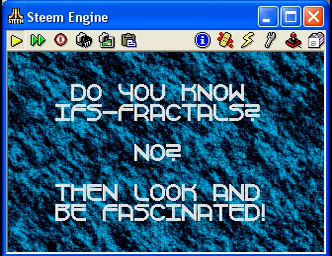 Steem Engine
DO YOU KNOW
IFS-FRACTALS?
NO?
THEN LOOK AND
BE FASCINATED!